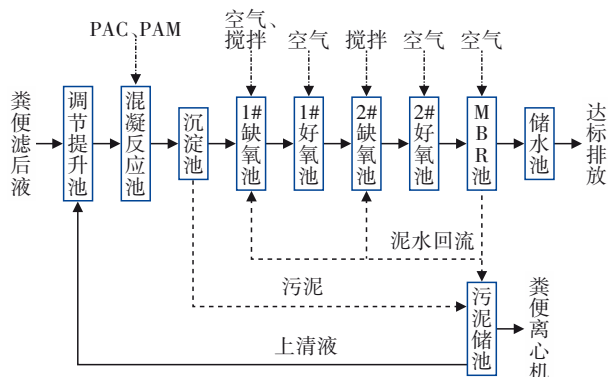 PAC、PAM
空气、
搅拌
空气
搅拌
空气
空气
粪便滤后液
调节提升池
混凝反应池
沉淀池
1#缺氧池
1#好氧池
2#缺氧池
2#好氧池
MBR池
储水池
达标排放
泥水回流
污泥
污泥储池
粪便离心机
上清液